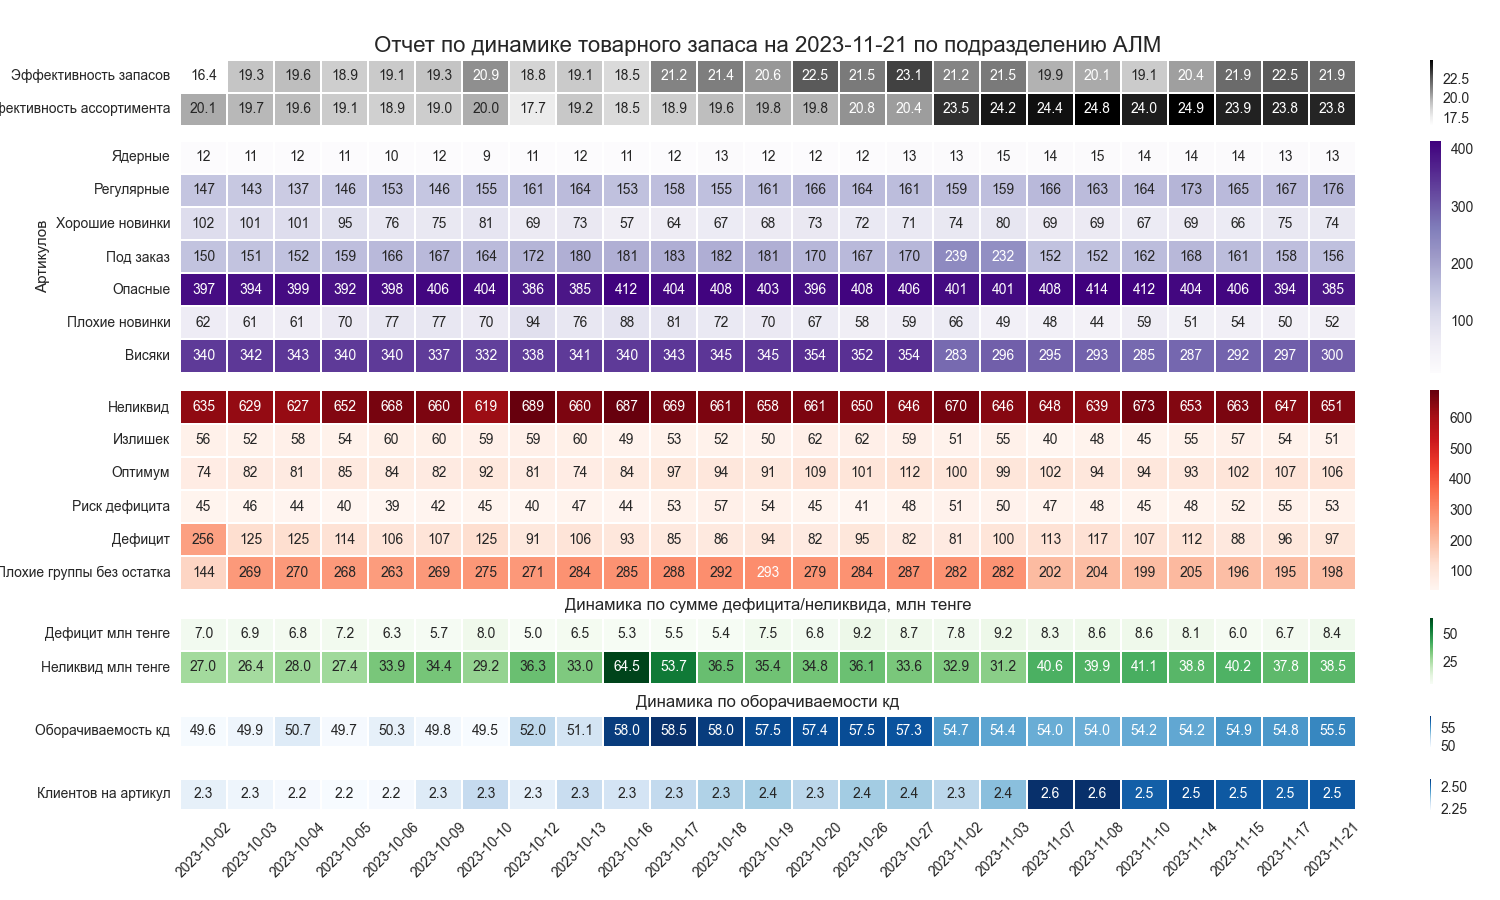 Отчет по динамике товарного запаса на 2023-11-21 по подразделению АЛМ
Эффективность запасов 16.4 19.3 19.6 18.9 19.1 19.3 20.9 18.8 19.1 18.5 21.2 21.4 20.6 22.5 21.5 23.1 21.2 21.5 19.9 20.1 19.1 20.4 21.9 22.5 21.9
фективность ассортимента 20.1 19.7 19.6 19.1 18.9 19.0 20.0 17.7 19.2 18.5 18.9 19.6 19.8 19.8 20.8 20.4 23.5 24.2 24.4 24.8 24.0 24.9 23.9 23.8 23.8
22.5
20.0
17.5
Артикулов
Ядерные 12 11 12 11 10 12 9 11 12 11 12 13 12 12 12 13 13 15 14 15 14 14 14 13 13
Регулярные 147 143 137 146 153 146 155 161 164 153 158 155 161 166 164 161 159 159 166 163 164 173 165 167 176
Хорошие новинки 102 101 101 95 76 75 81 69 73 57 64 67 68 73 72 71 74 80 69 69 67 69 66 75 74
Под заказ 150 151 152 159 166 167 164 172 180 181 183 182 181 170 167 170 239 232 152 152 162 168 161 158 156
Опасные 397 394 399 392 398 406 404 386 385 412 404 408 403 396 408 406 401 401 408 414 412 404 406 394 385
Плохие новинки 62 61 61 70 77 77 70 94 76 88 81 72 70 67 58 59 66 49 48 44 59 51 54 50 52
Висяки 340 342 343 340 340 337 332 338 341 340 343 345 345 354 352 354 283 296 295 293 285 287 292 297 300
400
300
200
100
Неликвид 635 629 627 652 668 660 619 689 660 687 669 661 658 661 650 646 670 646 648 639 673 653 663 647 651
Излишек 56 52 58 54 60 60 59 59 60 49 53 52 50 62 62 59 51 55 40 48 45 55 57 54 51
Оптимум 74 82 81 85 84 82 92 81 74 84 97 94 91 109 101 112 100 99 102 94 94 93 102 107 106
Риск дефицита 45 46 44 40 39 42 45 40 47 44 53 57 54 45 41 48 51 50 47 48 45 48 52 55 53
Дефицит 256 125 125 114 106 107 125 91 106 93 85 86 94 82 95 82 81 100 113 117 107 112 88 96 97
Плохие группы без остатка 144 269 270 268 263 269 275 271 284 285 288 292 293 279 284 287 282 282 202 204 199 205 196 195 198
600
500
400
300
200
100
Динамика по сумме дефицита/неликвида, млн тенге
Дефицит млн тенге 7.0 6.9 6.8 7.2 6.3 5.7 8.0 5.0 6.5 5.3 5.5 5.4 7.5 6.8 9.2 8.7 7.8 9.2 8.3 8.6 8.6 8.1 6.0 6.7 8.4
Неликвид млн тенге 27.0 26.4 28.0 27.4 33.9 34.4 29.2 36.3 33.0 64.5 53.7 36.5 35.4 34.8 36.1 33.6 32.9 31.2 40.6 39.9 41.1 38.8 40.2 37.8 38.5
50
25
Динамика по оборачиваемости кд
Оборачиваемость кд 49.6 49.9 50.7 49.7 50.3 49.8 49.5 52.0 51.1 58.0 58.5 58.0 57.5 57.4 57.5 57.3 54.7 54.4 54.0 54.0 54.2 54.2 54.9 54.8 55.5
55
50
Клиентов на артикул 2.3 2.3 2.2 2.2 2.2 2.3 2.3 2.3 2.3 2.3 2.3 2.3 2.4 2.3 2.4 2.4 2.3 2.4 2.6 2.6 2.5 2.5 2.5 2.5 2.5
2.50
2.25
2023-10-02 2023-10-03 2023-10-04 2023-10-05 2023-10-06 2023-10-09 2023-10-10 2023-10-12 2023-10-13 2023-10-16 2023-10-17 2023-10-18 2023-10-19 2023-10-20 2023-10-26 2023-10-27 2023-11-02 2023-11-03 2023-11-07 2023-11-08 2023-11-10 2023-11-14 2023-11-15 2023-11-17 2023-11-21